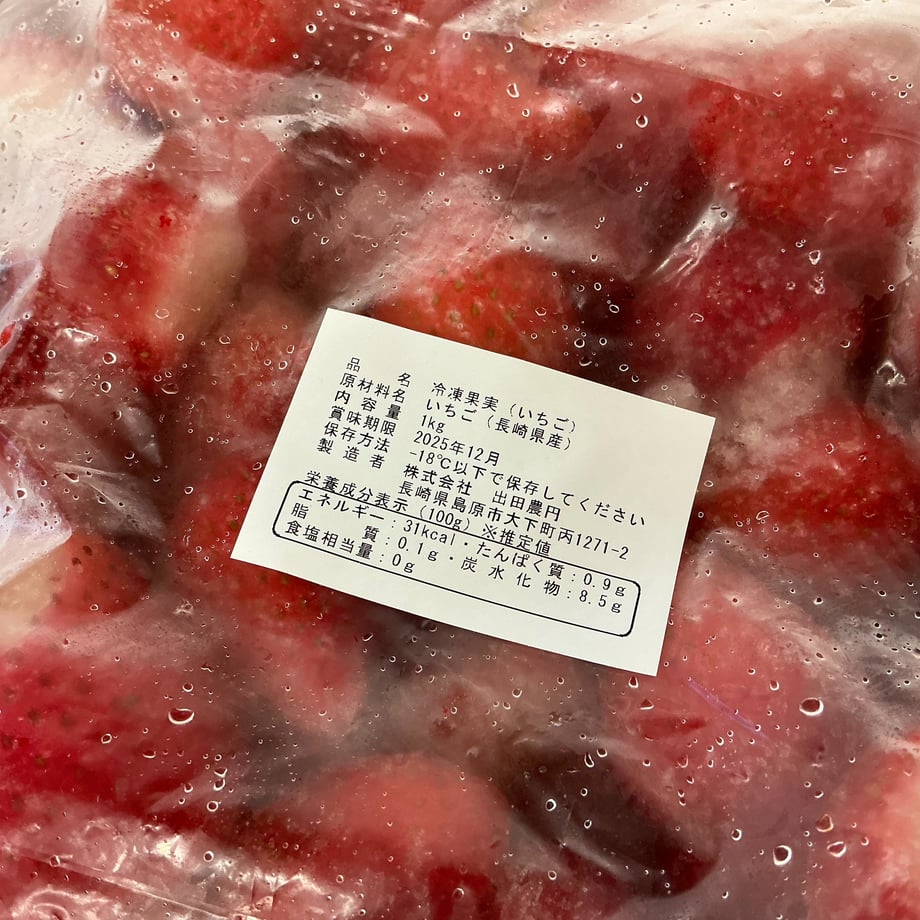 品名 冷凍果実(いちご)
原材料名 いちご(長崎県産)
内容量 1kg
賞味期限 2025年12月
保存方法 -18℃以下で保存してください
製造者 株式会社 出田農円
長崎県島原市大下町丙1271-2
栄養成分表示(100g)※推定値
エネルギー:31kcal・たんぱく質:0.9g
脂質:0.1g・炭水化物:8.5g
食塩相当量:0g